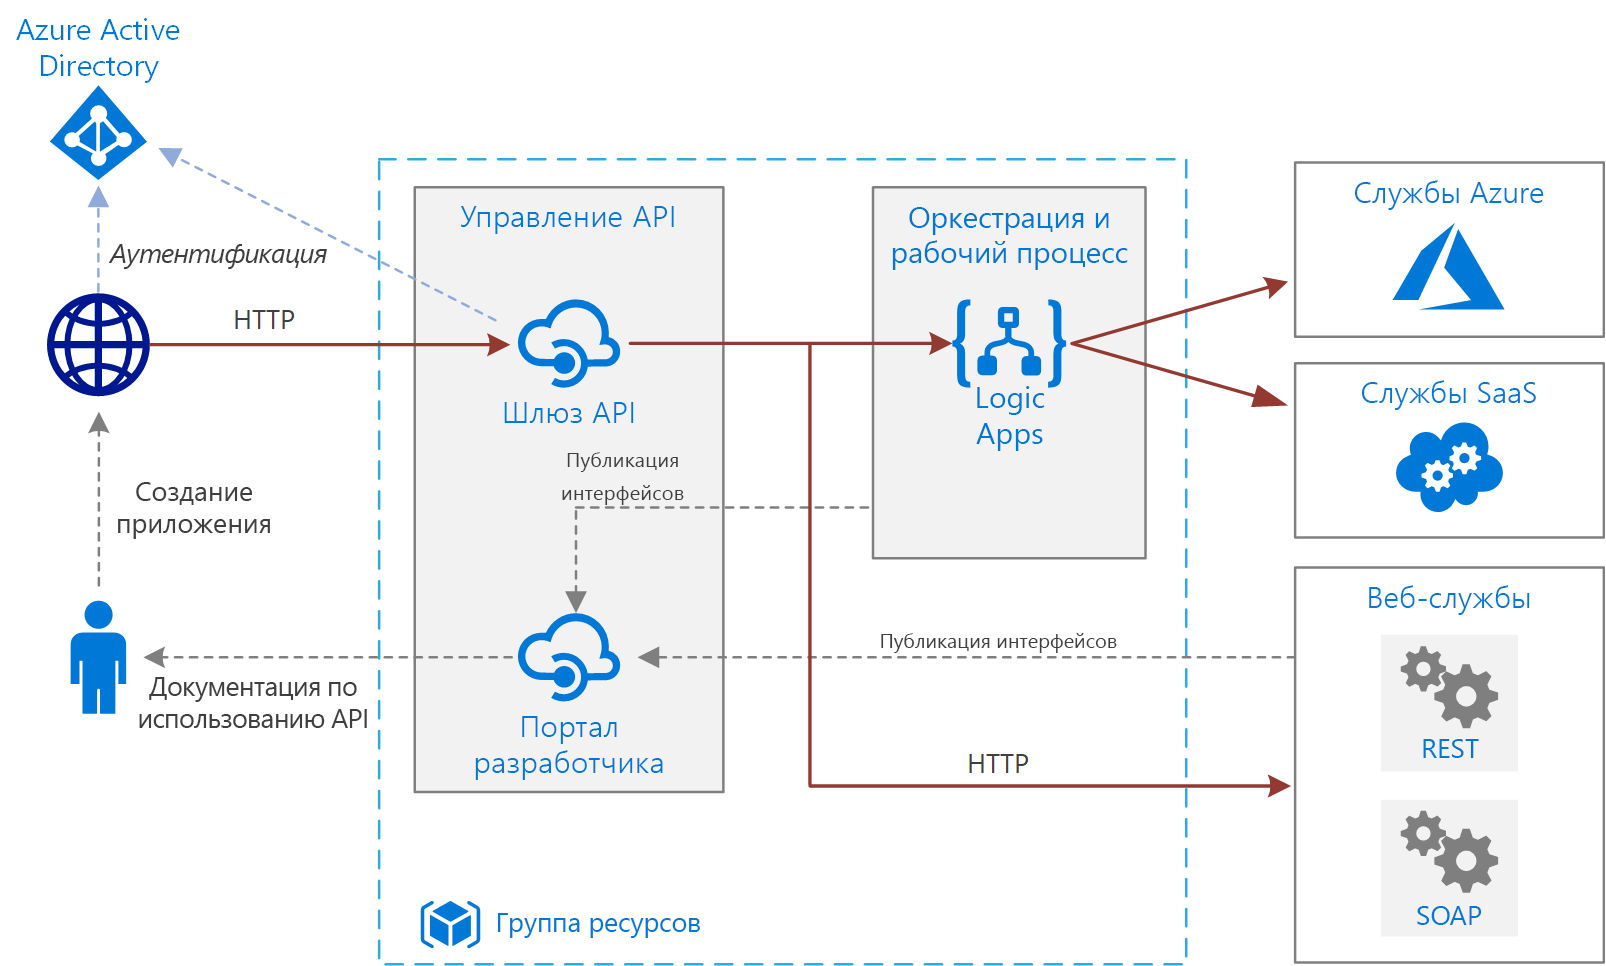 Azure Active
Directory
Аутентификация
HTTP
Создание
приложения
Документация по
использованию API
Управление API
Шлюз API
Публикация
интерфейсов
Портал
разработчика
Группа ресурсов
Оркестрация и
рабочий процесс
Logic
Apps
Публикация интерфейсов
HTTP
Службы Azure
Службы SaaS
Веб-службы
REST
SOAP